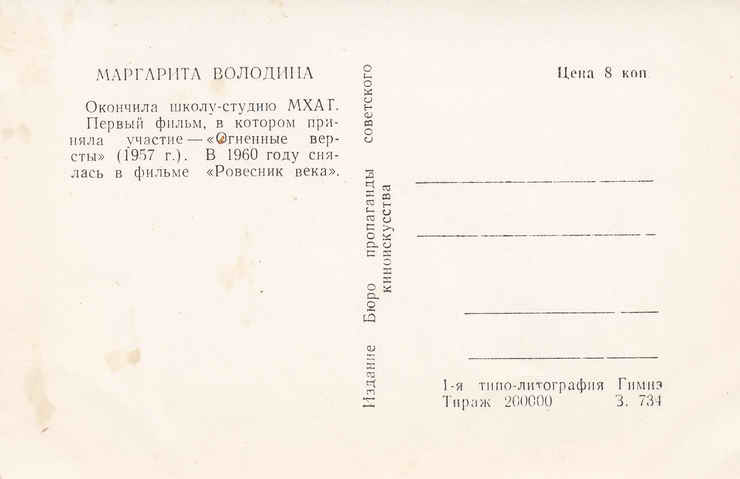 МАРГАРИТА ВОЛОДИНА
Окончила школу-студию МХАТ.
Первый фильм, в котором при-
няла участие — «Огненные вер-
сты» (1957 г.). В 1960 году сня-
лась в фильме «Ровесник века».
Издание Бюро пропаганды советского
киноискусства
Цена 8 коп
1-я типо-литография Гимиз
Тираж 200000 З. 734